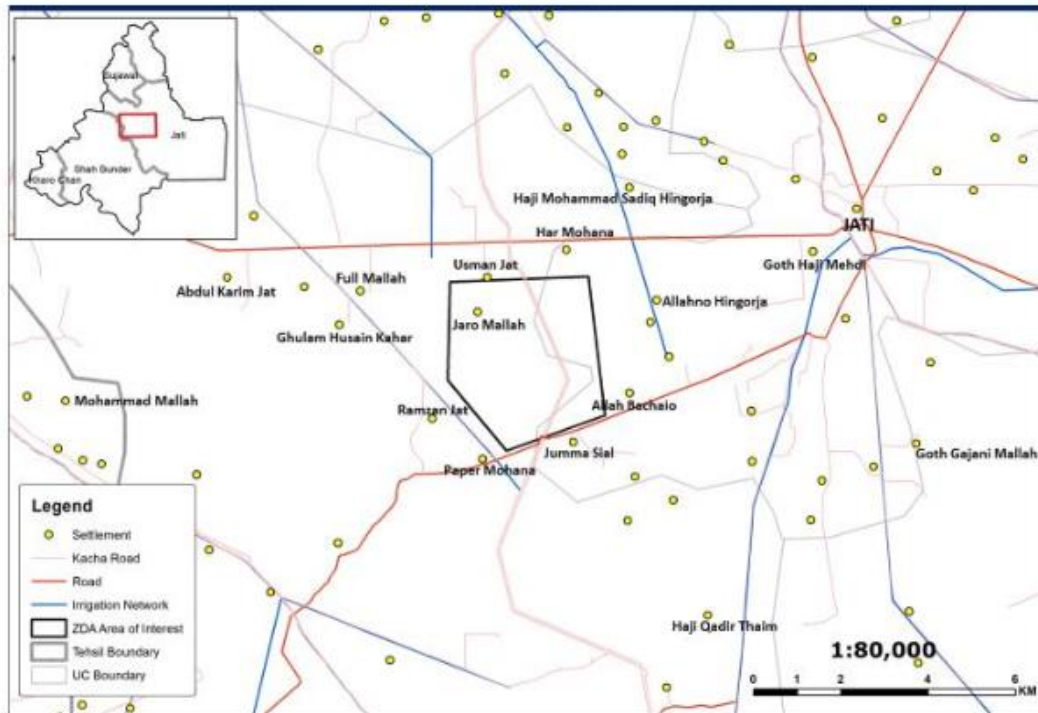 Sujawal
Jati
Shah Bunder
Kharo Chan
Haji Mohammad Sadiq Hingorja
JATI
Har Mohana
Goth Haji Mehdi
Usman Jat
Full Mallah
Abdul Karim Jat
Allahno Hingorja
Jaro Mallah
Ghulam Husain Kahar
Mohammad Mallah
Ramzan Jat
Allah Bachaio
Jumma Sial
Goth Gajani Mallah
Paper Mohana
Legend
Settlement
Kacha Road
Road
Irrigation Network
ZDA Area of Interest
Tehsil Boundary
UC Boundary
Haji Qadir Thaim
1:80,000
0 1 2 4 6
KM